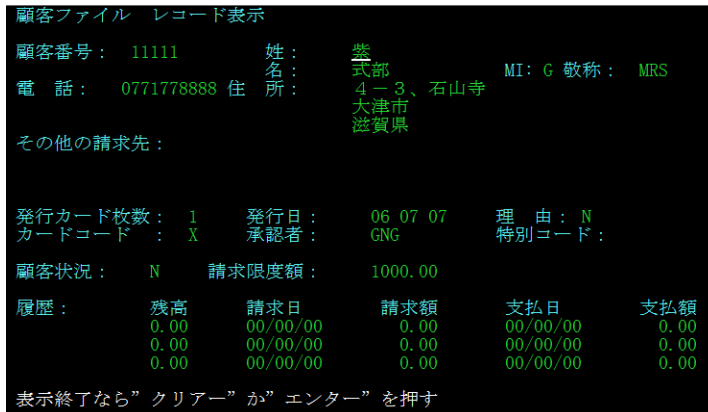 顧客ファイル　レコード表示
顧客番号： 11111 姓： 紫
名： 式部 MI: G 敬称： MRS
電　話： 0771778888 住　所： ４－３、石山寺
大津市
滋賀県
その他の請求先：
発行カード枚数： 1 発行日： 06 07 07 理　由： N
カードコード　： X 承認者： GNG 特別コード：
顧客状況： N 請求限度額： 1000.00
履歴： 残高 請求日 請求額 支払日 支払額
0.00 00/00/00 0.00 00/00/00 0.00
0.00 00/00/00 0.00 00/00/00 0.00
0.00 00/00/00 0.00 00/00/00 0.00
表示終了なら”クリアー”か”エンター”を押す